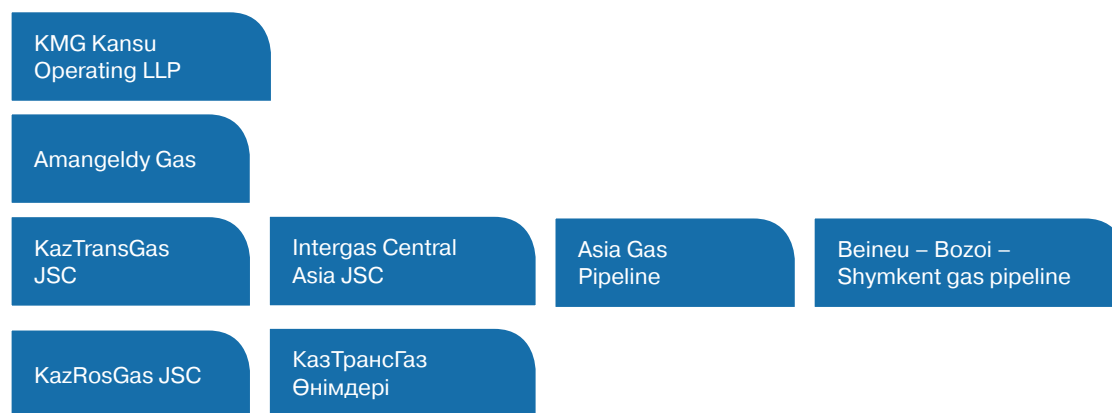 KMG Kansu
Operating LLP
Amangeldy Gas
KazTransGas
JSC
Intergas Central
Asia JSC
Asia Gas
Pipeline
Beineu – Bozoi –
Shymkent gas pipeline
KazRosGas JSC
КазТрансГаз
Өнімдері